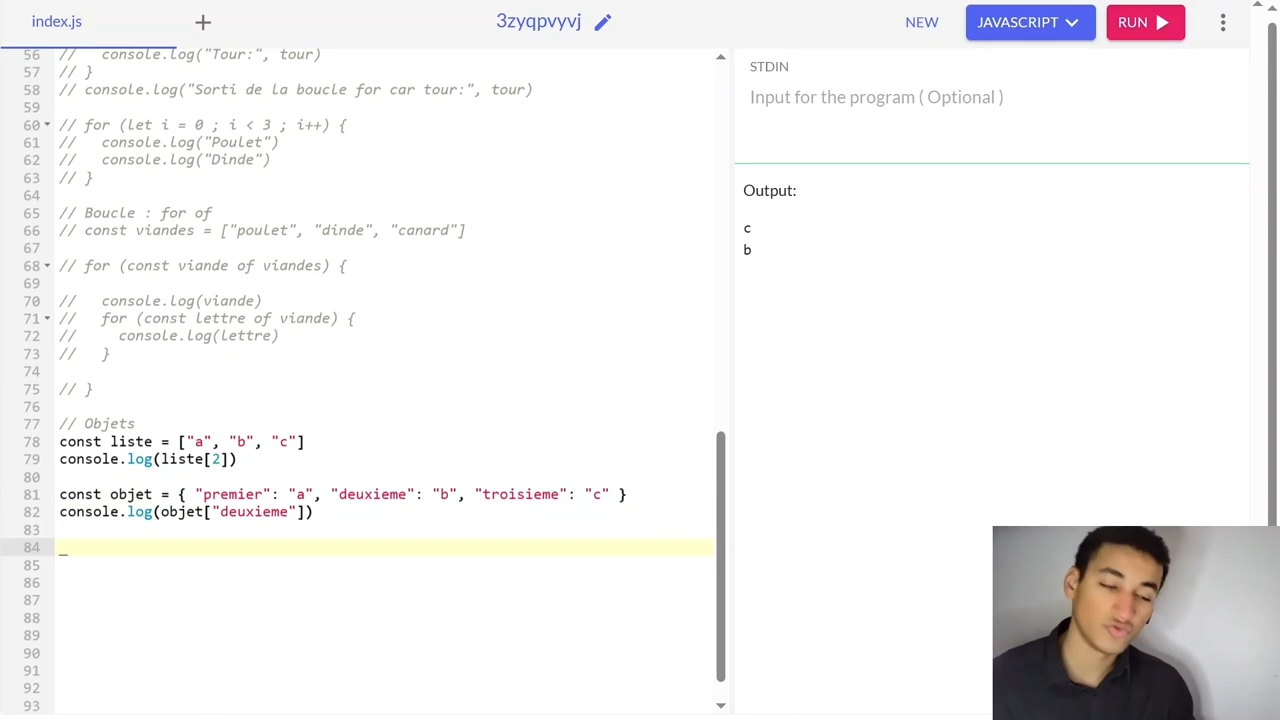 index.js
+
3zyqpvyvj
NEW
JAVASCRIPT
RUN
56 //   console.log("Tour:", tour)
57 // }
58 // console.log("Sorti de la boucle for car tour:", tour)
59
60 // for (let i = 0 ; i < 3 ; i++) {
61 //   console.log("Poulet")
62 //   console.log("Dinde")
63 // }
64
65 // Boucle : for of
66 // const viandes = ["poulet", "dinde", "canard"]
67
68 // for (const viande of viandes) {
69
70 //   console.log(viande)
71 //   for (const lettre of viande) {
72 //     console.log(lettre)
73 //   }
74
75 // }
76
77 // Objets
78 const liste = ["a", "b", "c"]
79 console.log(liste[2])
80
81 const objet = { "premier": "a", "deuxieme": "b", "troisieme": "c" }
82 console.log(objet["deuxieme"])
83
84 _
85
86
87
88
89
90
91
92
93
STDIN
Input for the program ( Optional )
Output:
c
b